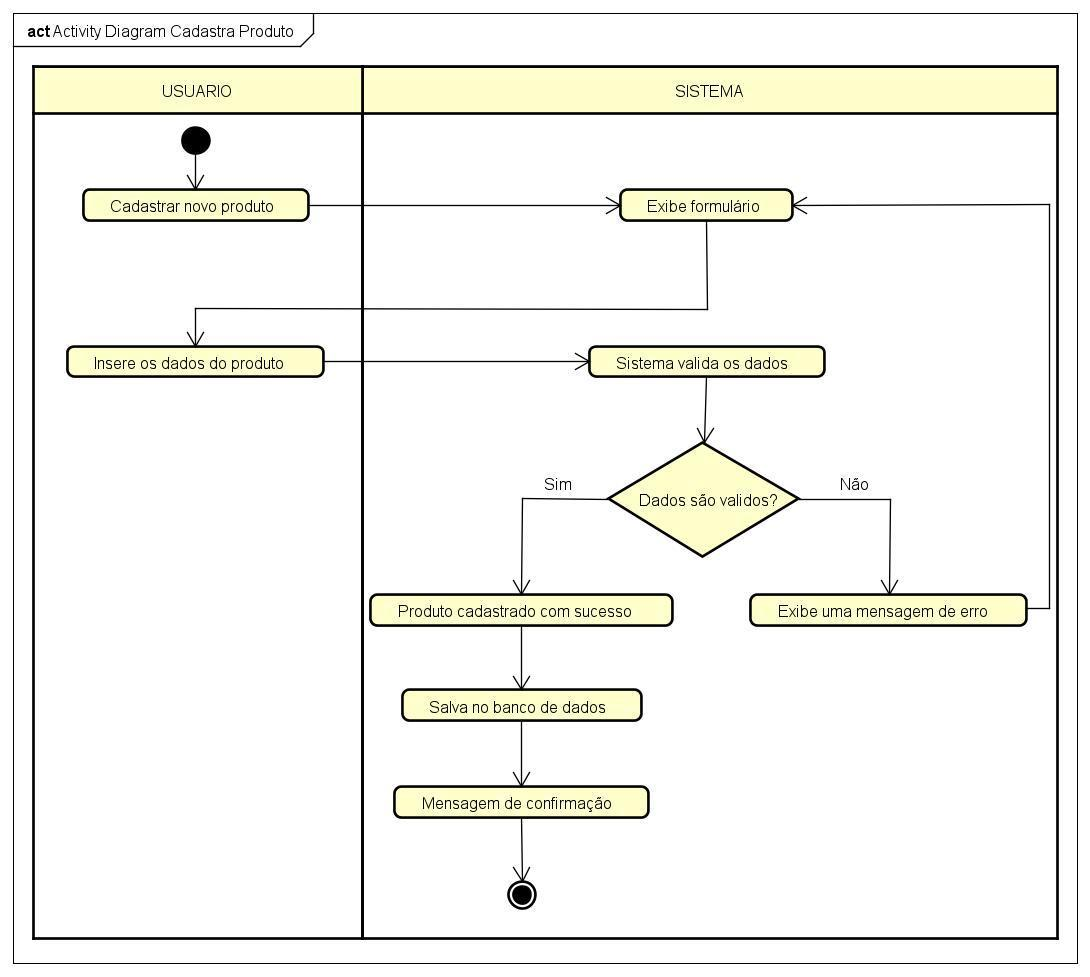 act Activity Diagram Cadastra Produto
USUARIO
SISTEMA
Cadastrar novo produto
Exibe formulário
Insere os dados do produto
Sistema valida os dados
Sim
Dados são validos?
Não
Produto cadastrado com sucesso
Exibe uma mensagem de erro
Salva no banco de dados
Mensagem de confirmação